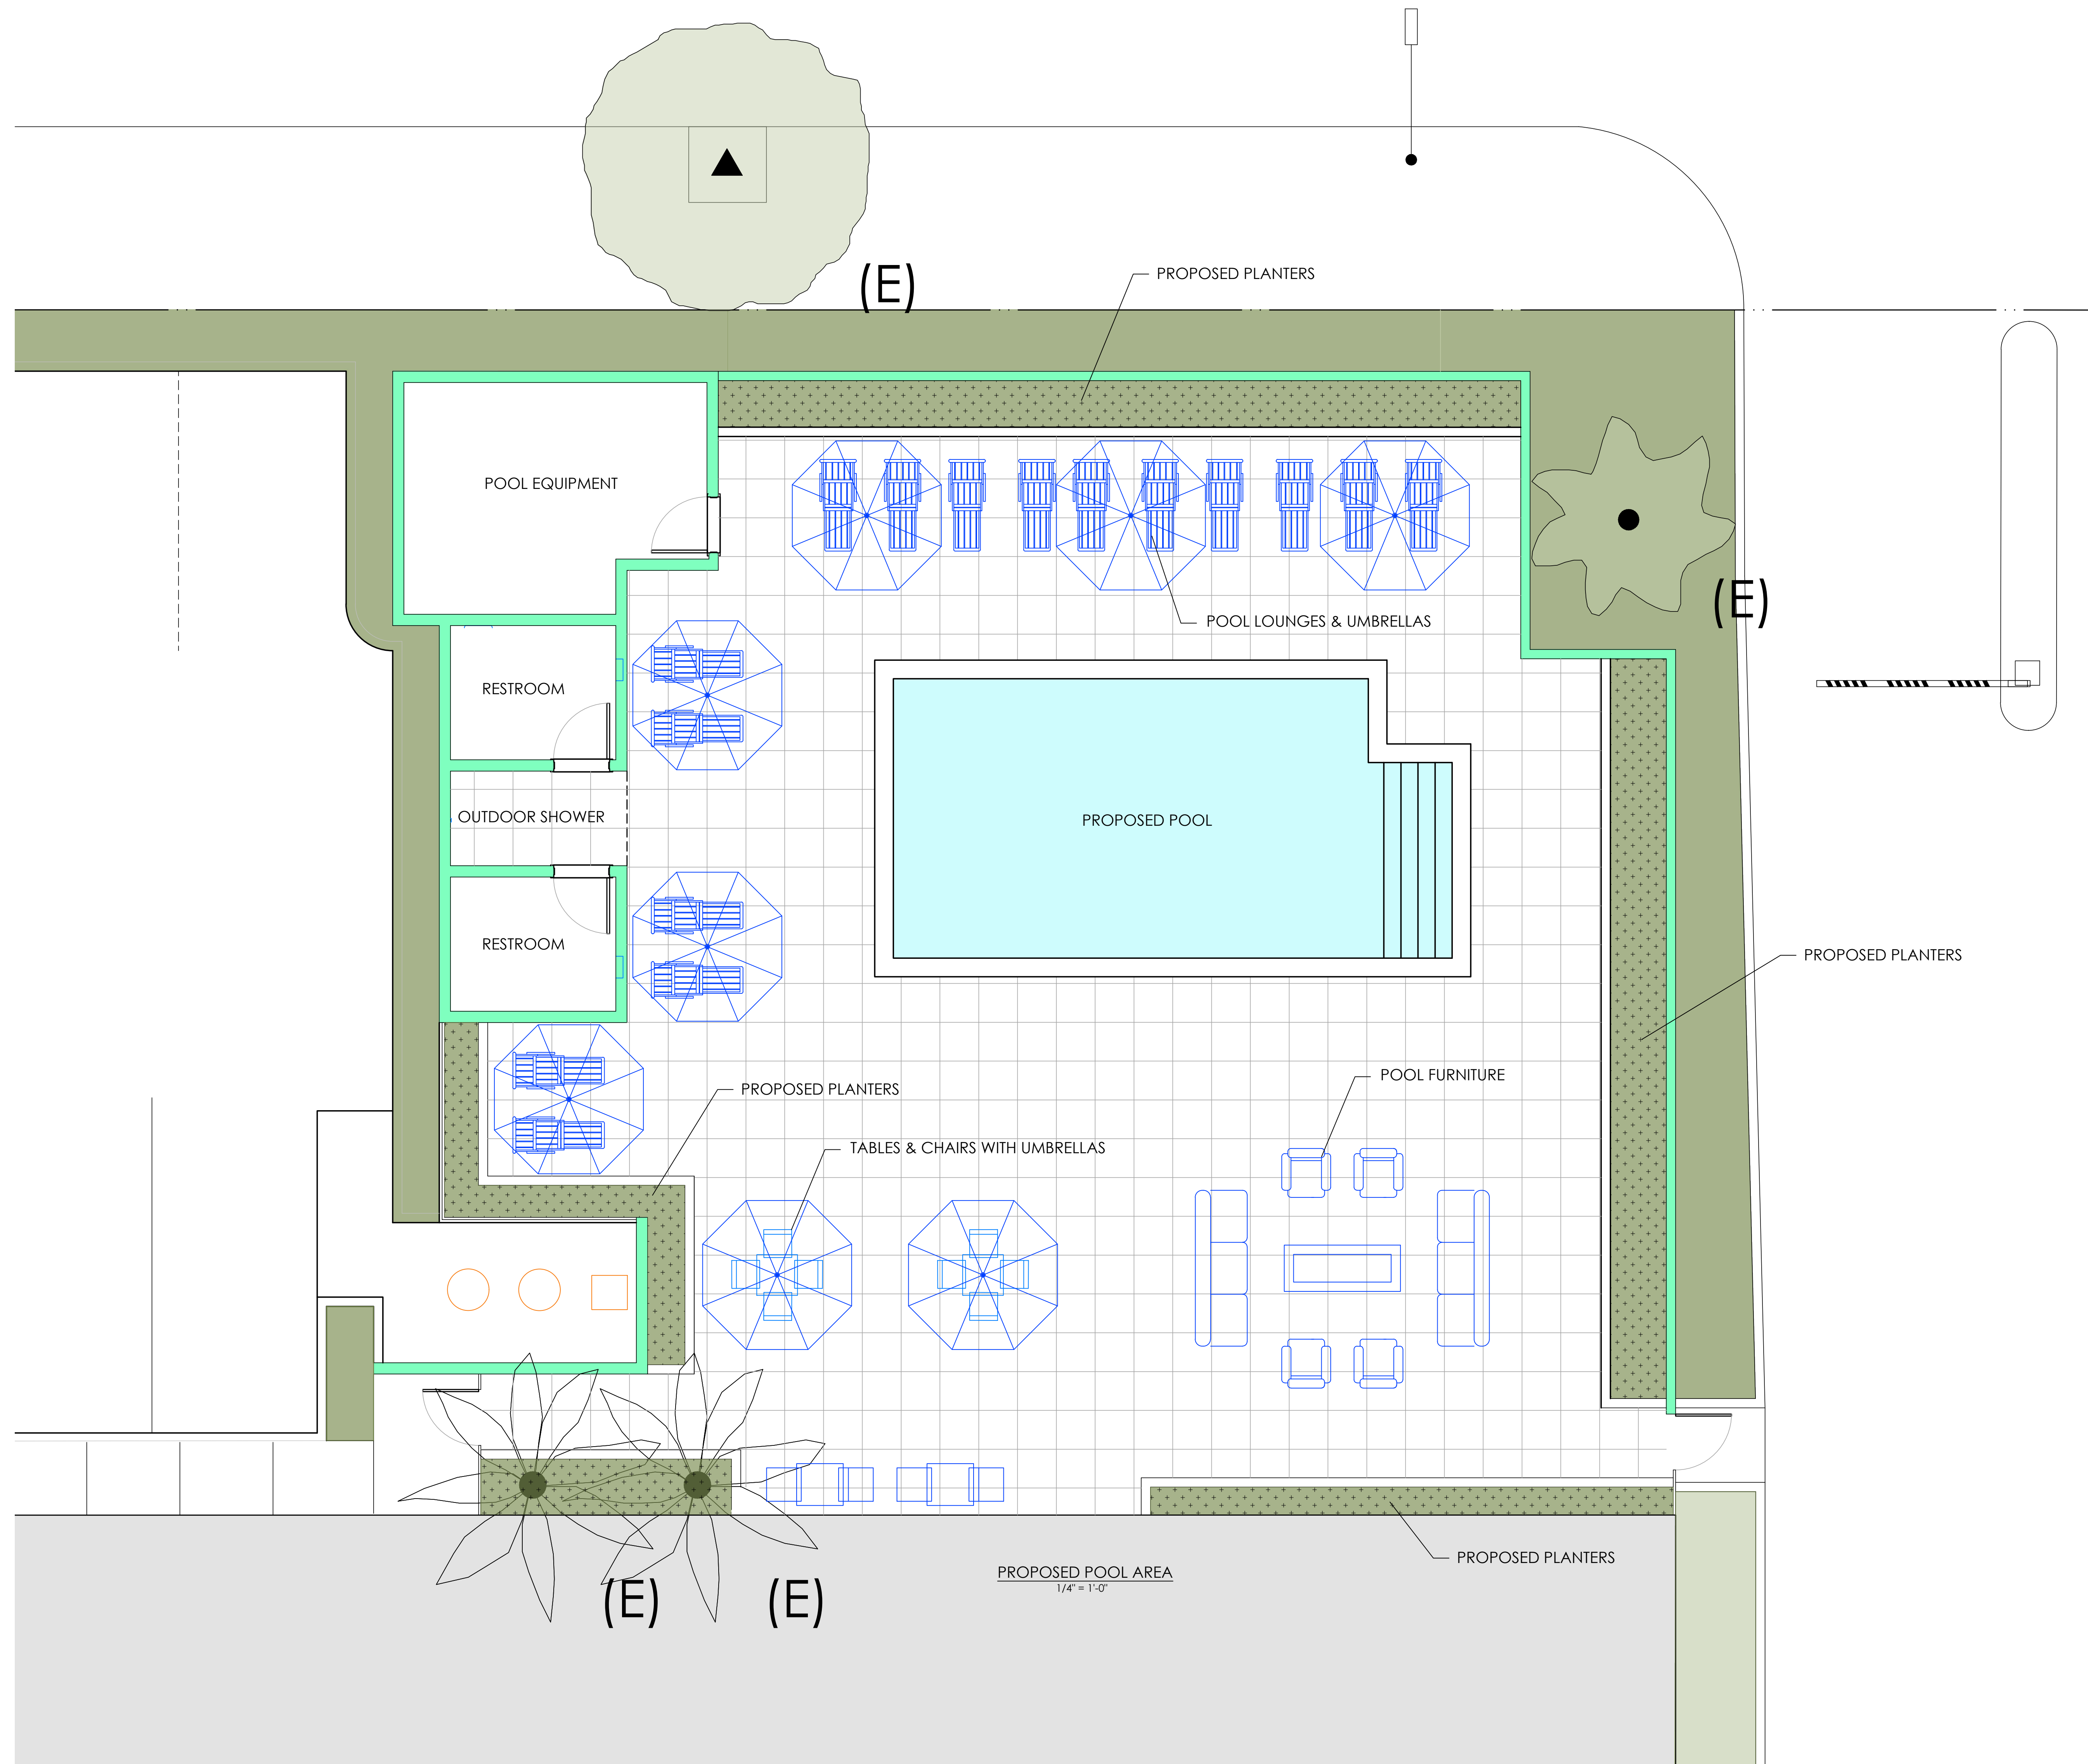 (E)
PROPOSED PLANTERS
POOL EQUIPMENT
(E)
POOL LOUNGES & UMBRELLAS
RESTROOM
OUTDOOR SHOWER
PROPOSED POOL
RESTROOM
PROPOSED PLANTERS
POOL FURNITURE
PROPOSED PLANTERS
TABLES & CHAIRS WITH UMBRELLAS
PROPOSED PLANTERS
PROPOSED POOL AREA
1/4" = 1'-0"
(E)
(E)